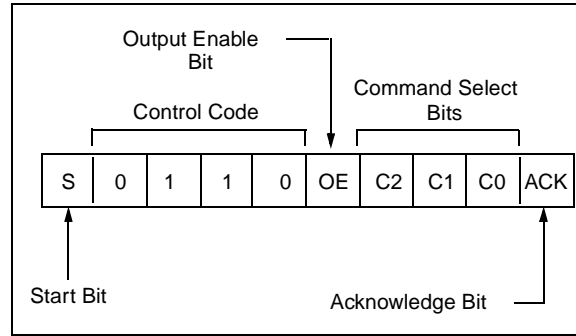 Output Enable
Bit
Command Select
Bits
Control Code
S 0 1 1 0 OE C2 C1 C0 ACK
Start Bit
Acknowledge Bit